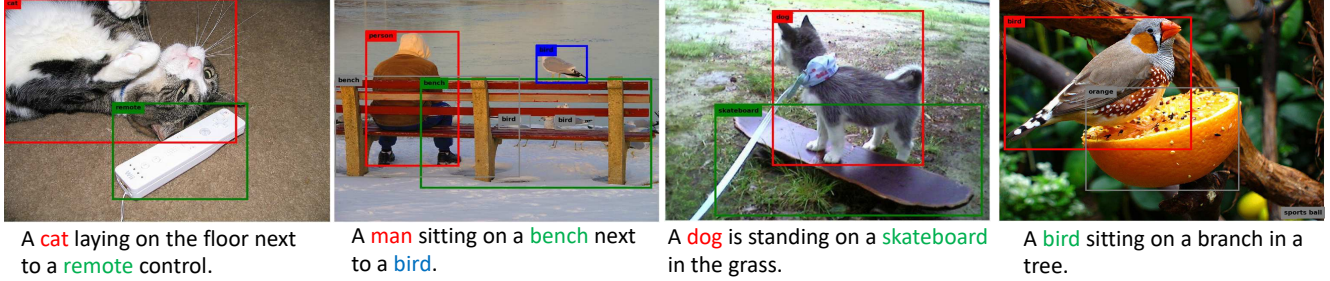 cat
remote
A cat laying on the floor next
to a remote control.
person
bird
bench
bench
bird
bird
A man sitting on a bench next
to a bird.
dog
skateboard
A dog is standing on a skateboard
in the grass.
bird
orange
sports ball
A bird sitting on a branch in a
tree.